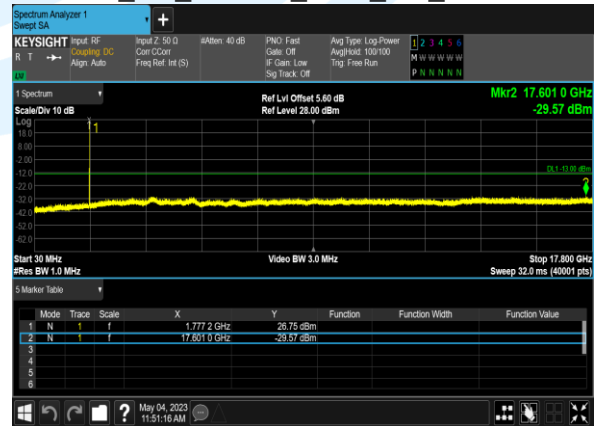 Spectrum Analyzer 1
Swept SA
+
KEYSIGHT Input: RF Input Z: 50 Ω #Atten: 40 dB PNO: Fast Avg Type: Log-Power 1 2 3 4 5 6
R T Coupling: DC Corr CCorr Gate: Off Avg|Hold: 100/100 M W W W W W
Align: Auto Freq Ref: Int (S) IF Gain: Low Trig: Free Run P N N N N N
Sig Track: Off
1 Spectrum Ref Lvl Offset 5.60 dB Mkr2 17.601 0 GHz
Scale/Div 10 dB Ref Level 28.00 dBm -29.57 dBm
Log
18.0
8.00
-2.00
-12.0
-22.0
-32.0
-42.0
-52.0
-62.0
1
DL1 -13.00 dBm
2
Start 30 MHz Video BW 3.0 MHz Stop 17.800 GHz
#Res BW 1.0 MHz Sweep 32.0 ms (40001 pts)
5 Marker Table
Mode Trace Scale X Y Function Function Width Function Value
1 N 1 f 1.777 2 GHz 26.75 dBm
2 N 1 f 17.601 0 GHz -29.57 dBm
3
4
5
6
? May 04, 2023
11:51:16 AM